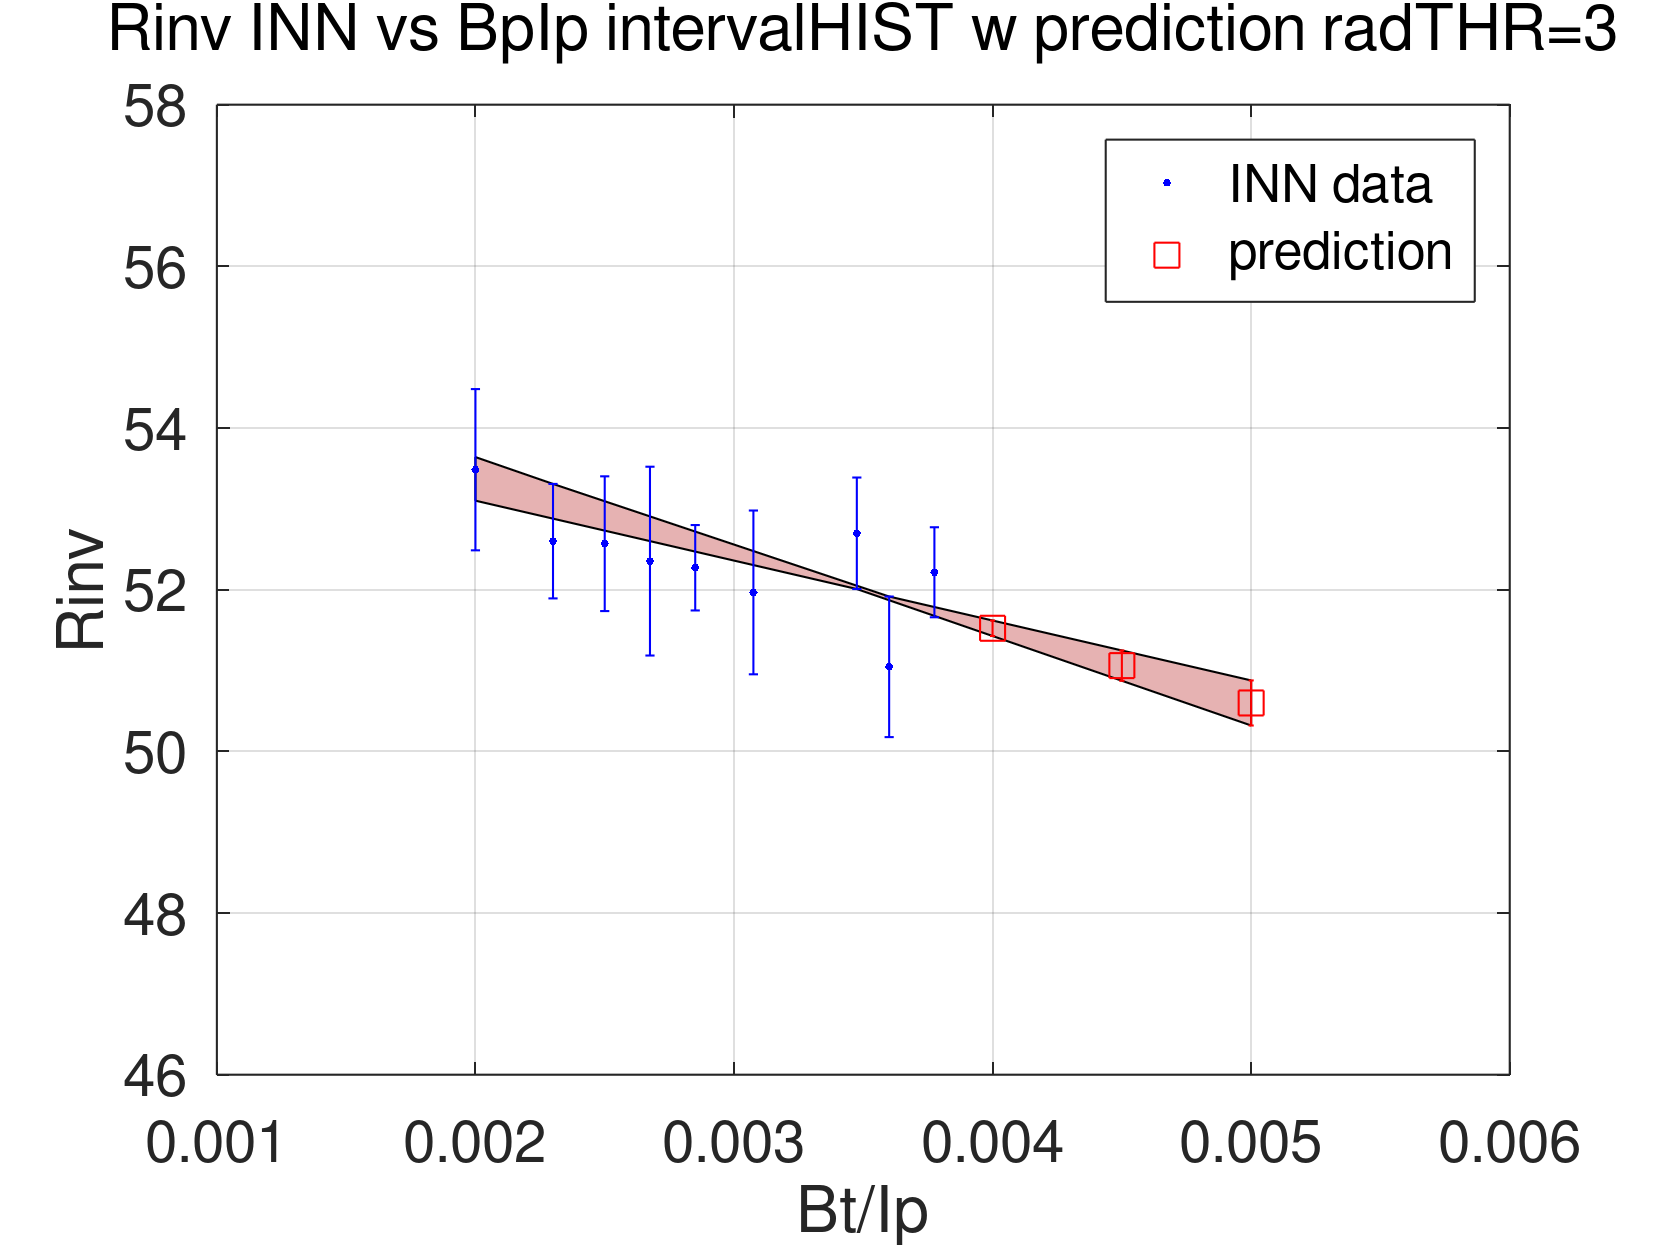 Rinv INN vs BpIp intervalHIST w prediction radTHR=3
58
56
54
52
50
48
46
Rinv
INN data
prediction
0.001 0.002 0.003 0.004 0.005 0.006
Bt/Ip